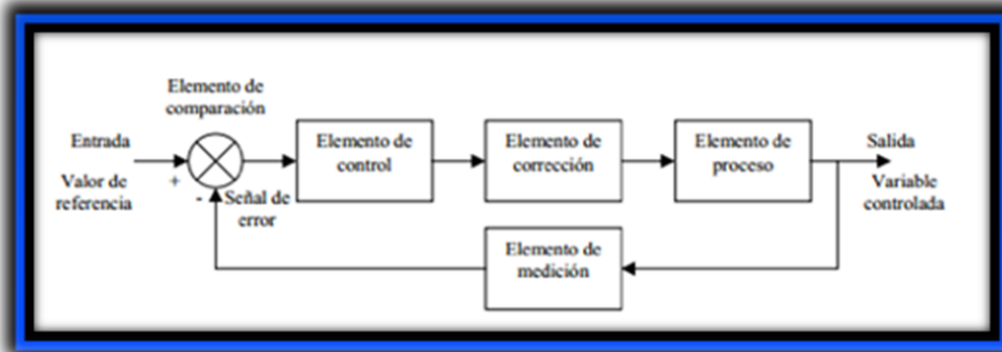 Elemento de
comparación
Entrada
Valor de
referencia
+
-
Señal de
error
Elemento de
control
Elemento de
corrección
Elemento de
proceso
Salida
Variable
controlada
Elemento de
medición